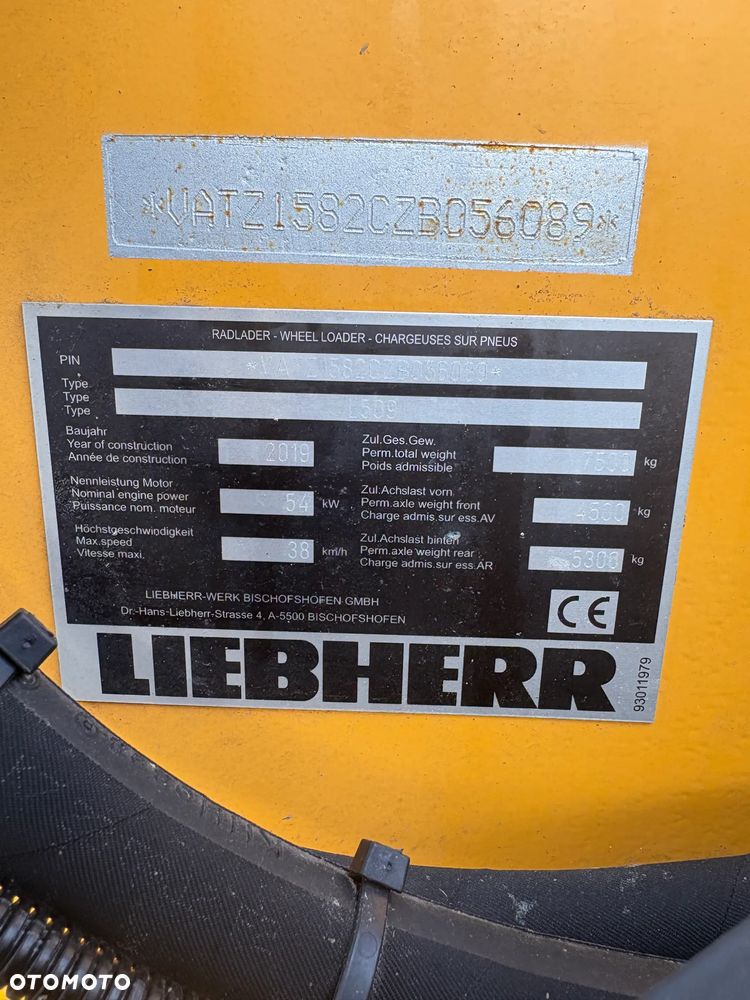 *VATZ1582CZB056089*
RADLADER - WHEEL LOADER - CHARGEUSES SUR PNEUS
PIN *VA Z1582CZB056089*
Type
Type
Type L509
Baujahr
Year of construction 2019
Année de construction
Zul.Ges.Gew.
Perm.total weight 7500 kg
Poids admissible
Nennleistung Motor
Nominal engine power 54 kW
Puissance nom. moteur
Zul.Achslast vorn
Perm.axle weight front 4500 kg
Charge admis.sur ess.AV
Höchstgeschwindigkeit
Max.speed 38 km/h
Vitesse maxi.
Zul.Achslast hinten
Perm.axle weight rear 5300 kg
Charge admis.sur ess.AR
LIEBHERR-WERK BISCHOFSHOFEN GMBH
Dr.-Hans-Liebherr-Strasse 4, A-5500 BISCHOFSHOFEN
CE
LIEBHERR
93011979
OTOMOTO